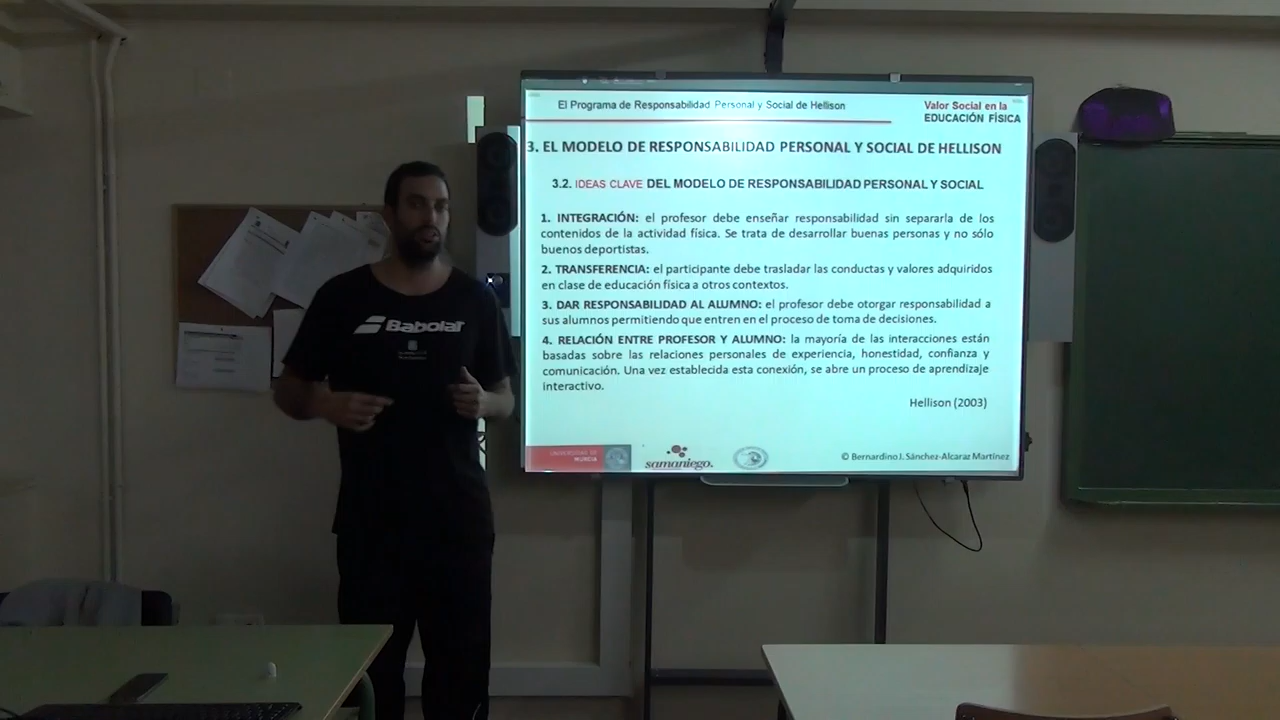 El Programa de Responsabilidad Personal y Social de Hellison
Valor Social en la
EDUCACIÓN FÍSICA
3. EL MODELO DE RESPONSABILIDAD PERSONAL Y SOCIAL DE HELLISON
3.2. IDEAS CLAVE DEL MODELO DE RESPONSABILIDAD PERSONAL Y SOCIAL
1. INTEGRACIÓN: el profesor debe enseñar responsabilidad sin separarla de los
contenidos de la actividad física. Se trata de desarrollar buenas personas y no sólo
buenos deportistas.
2. TRANSFERENCIA: el participante debe trasladar las conductas y valores adquiridos
en clase de educación física a otros contextos.
3. DAR RESPONSABILIDAD AL ALUMNO: el profesor debe otorgar responsabilidad a
sus alumnos permitiendo que entren en el proceso de toma de decisiones.
4. RELACIÓN ENTRE PROFESOR Y ALUMNO: la mayoría de las interacciones están
basadas sobre las relaciones personales de experiencia, honestidad, confianza y
comunicación. Una vez establecida esta conexión, se abre un proceso de aprendizaje
interactivo.
Hellison (2003)
UNIVERSIDAD DE
MURCIA
samaniego.
© Bernardino J. Sánchez-Alcaraz Martínez
Babolat